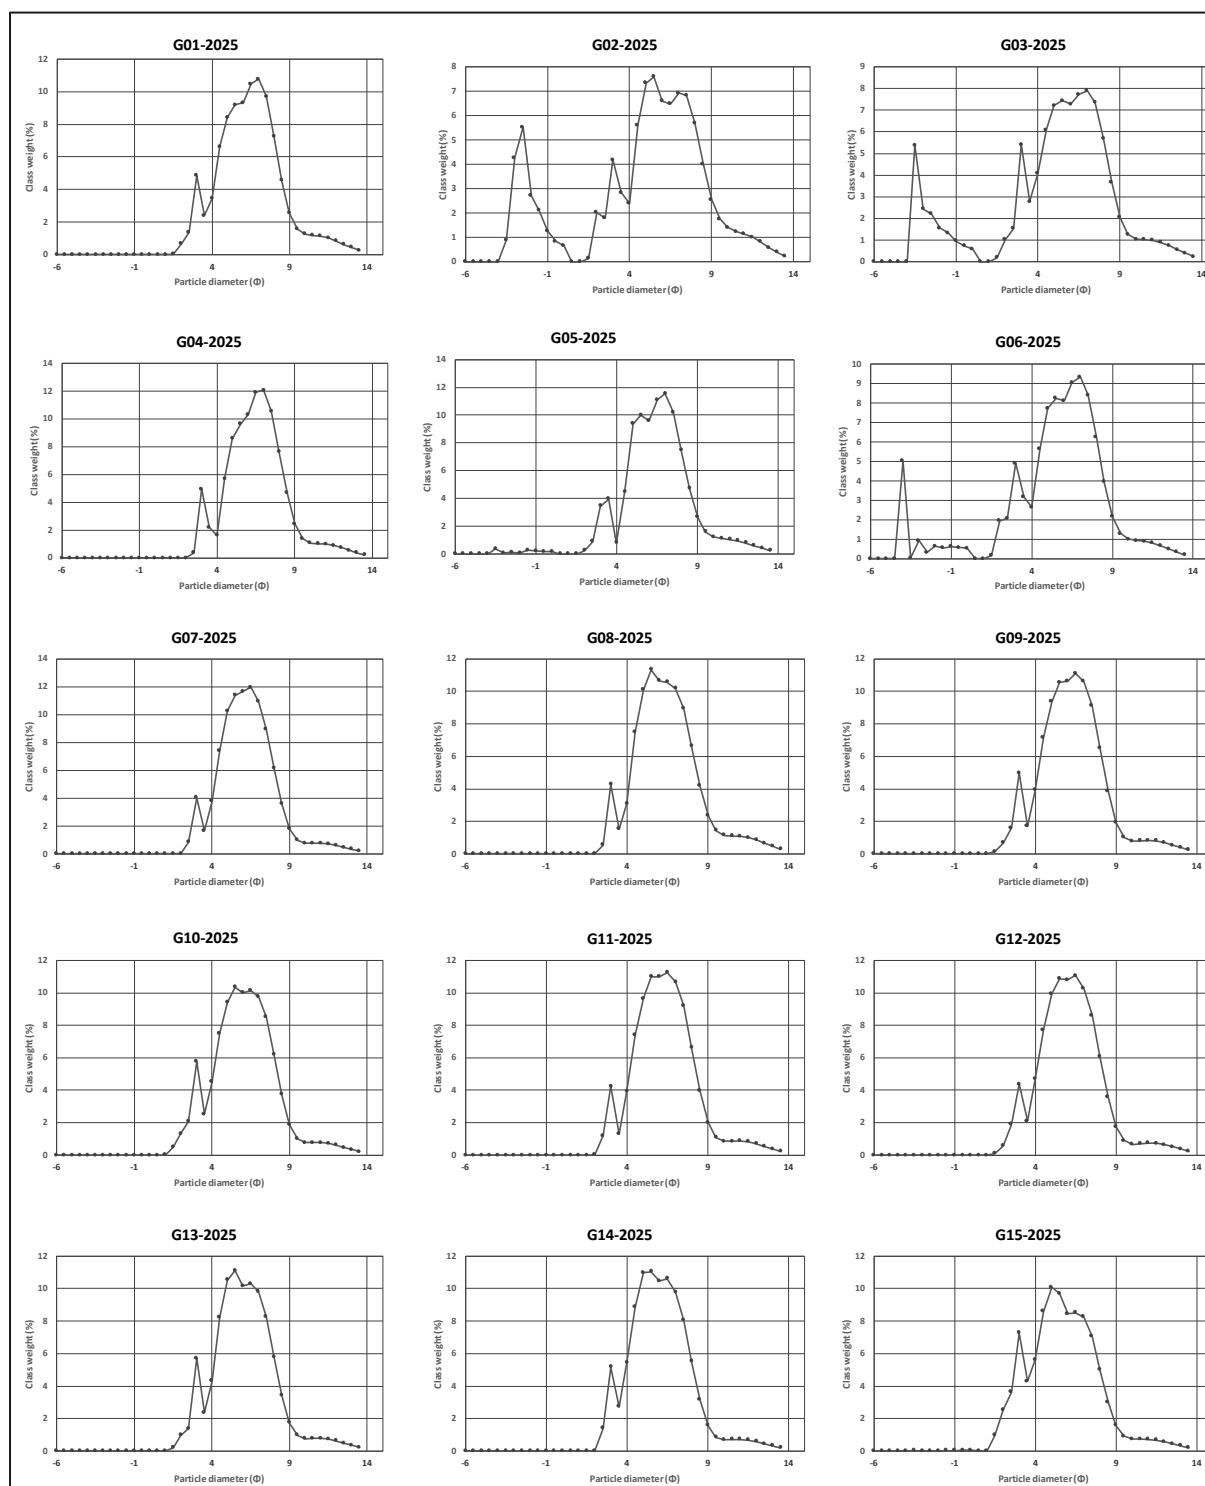 G01-2025
12
10
8
6
4
2
0
Class weight (%)
-6 -1 4 9 14
Particle diameter (Φ)
G02-2025
8
7
6
5
4
3
2
1
0
Class weight (%)
-6 -1 4 9 14
Particle diameter (Φ)
G03-2025
9
8
7
6
5
4
3
2
1
0
Class weight (%)
-6 -1 4 9 14
Particle diameter (Φ)
G04-2025
14
12
10
8
6
4
2
0
Class weight (%)
-6 -1 4 9 14
Particle diameter (Φ)
G05-2025
14
12
10
8
6
4
2
0
Class weight (%)
-6 -1 4 9 14
Particle diameter (Φ)
G06-2025
10
9
8
7
6
5
4
3
2
1
0
Class weight (%)
-6 -1 4 9 14
Particle diameter (Φ)
G07-2025
14
12
10
8
6
4
2
0
Class weight (%)
-6 -1 4 9 14
Particle diameter (Φ)
G08-2025
12
10
8
6
4
2
0
Class weight (%)
-6 -1 4 9 14
Particle diameter (Φ)
G09-2025
12
10
8
6
4
2
0
Class weight (%)
-6 -1 4 9 14
Particle diameter (Φ)
G10-2025
12
10
8
6
4
2
0
Class weight (%)
-6 -1 4 9 14
Particle diameter (Φ)
G11-2025
12
10
8
6
4
2
0
Class weight (%)
-6 -1 4 9 14
Particle diameter (Φ)
G12-2025
12
10
8
6
4
2
0
Class weight (%)
-6 -1 4 9 14
Particle diameter (Φ)
G13-2025
12
10
8
6
4
2
0
Class weight (%)
-6 -1 4 9 14
Particle diameter (Φ)
G14-2025
12
10
8
6
4
2
0
Class weight (%)
-6 -1 4 9 14
Particle diameter (Φ)
G15-2025
12
10
8
6
4
2
0
Class weight (%)
-6 -1 4 9 14
Particle diameter (Φ)